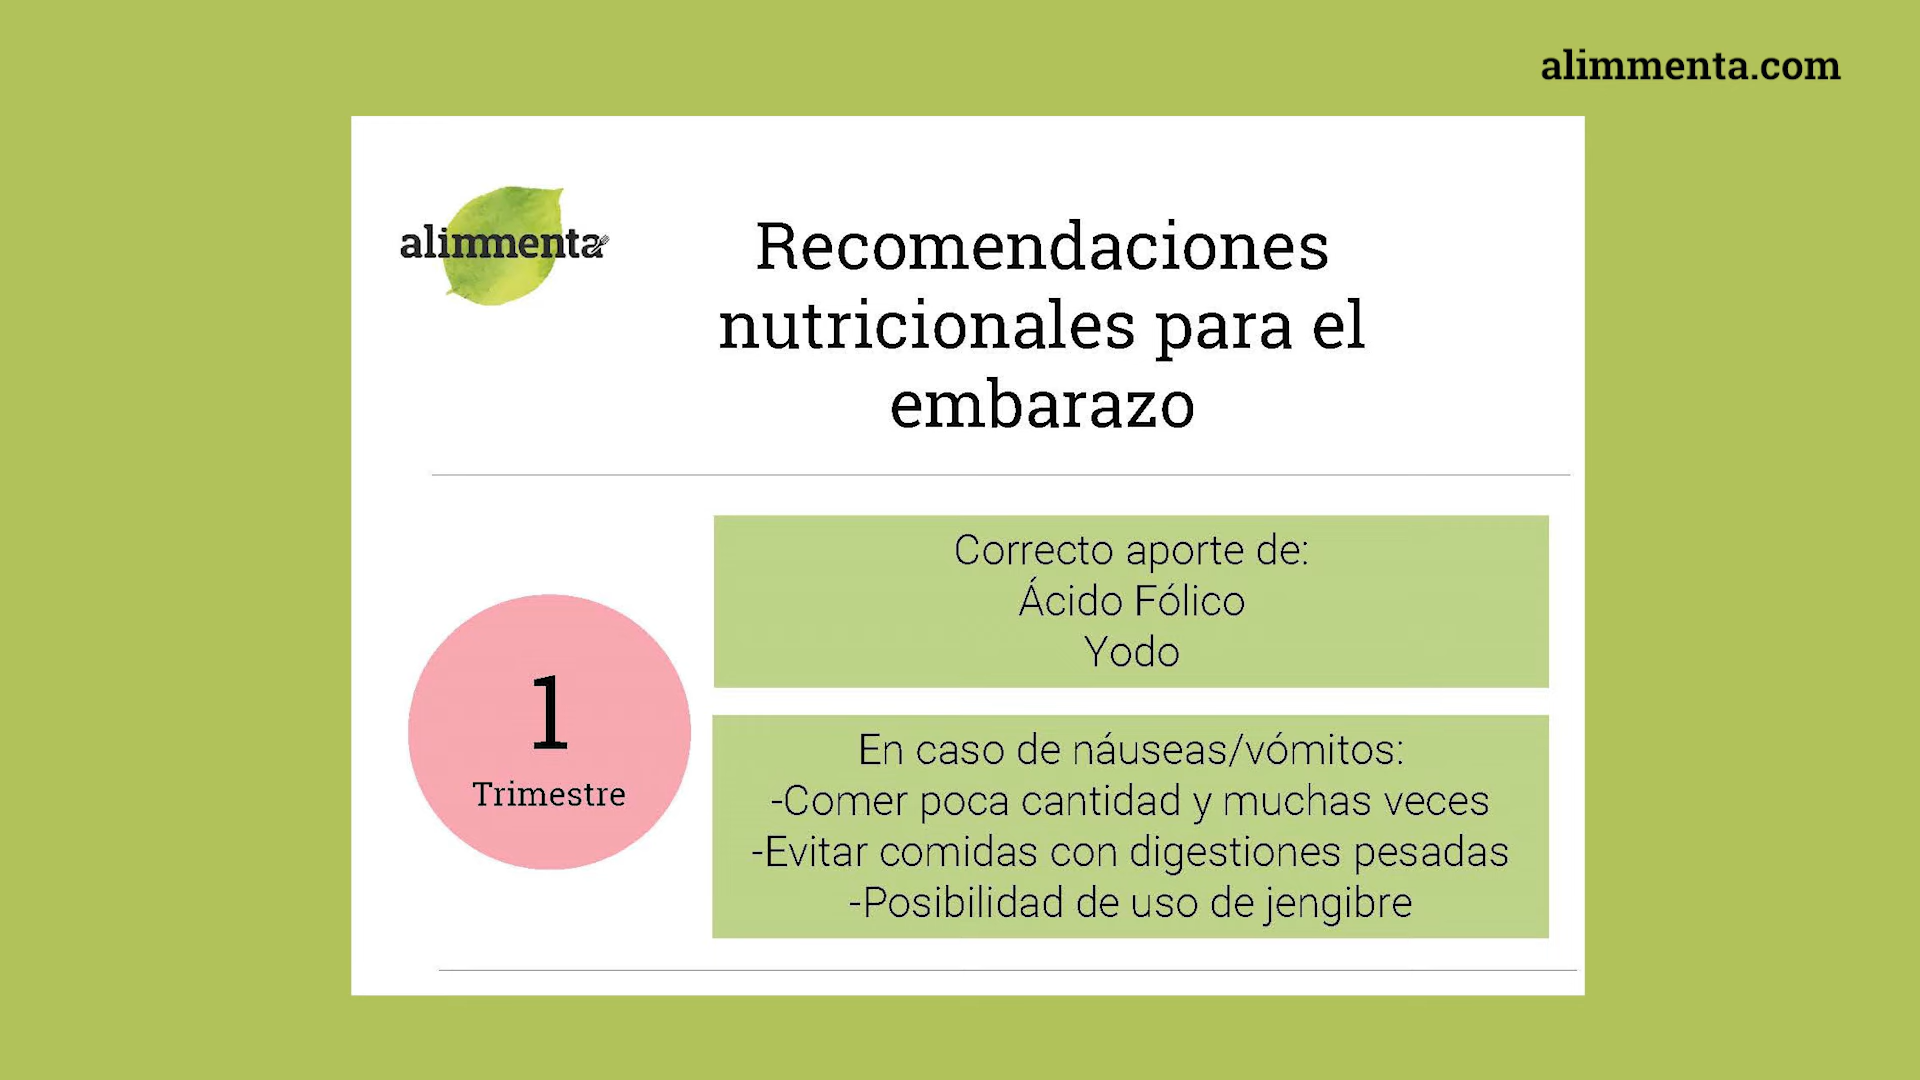 alimmenta.com
alimmenta
Recomendaciones
nutricionales para el
embarazo
Correcto aporte de:
Ácido Fólico
Yodo
1
Trimestre
En caso de náuseas/vómitos:
-Comer poca cantidad y muchas veces
-Evitar comidas con digestiones pesadas
-Posibilidad de uso de jengibre